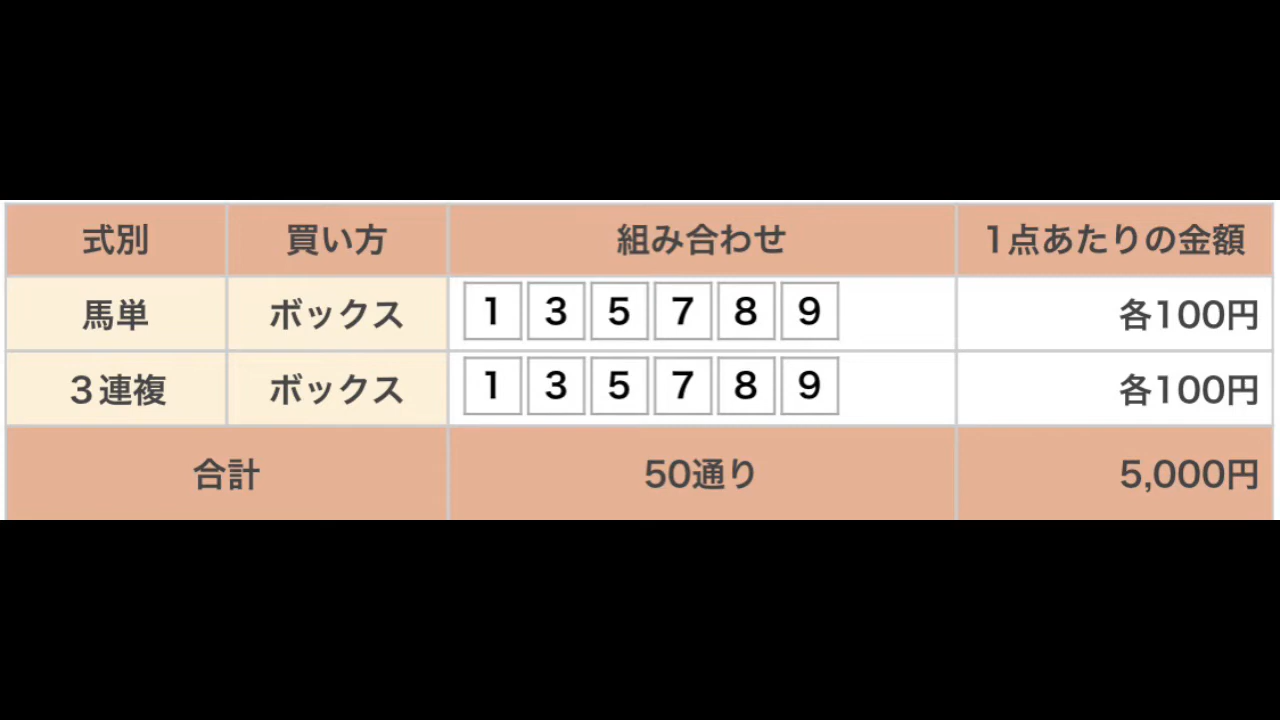 式別 買い方 組み合わせ 1点あたりの金額
馬単 ボックス 1 3 5 7 8 9 各100円
３連複 ボックス 1 3 5 7 8 9 各100円
合計 50通り 5,000円